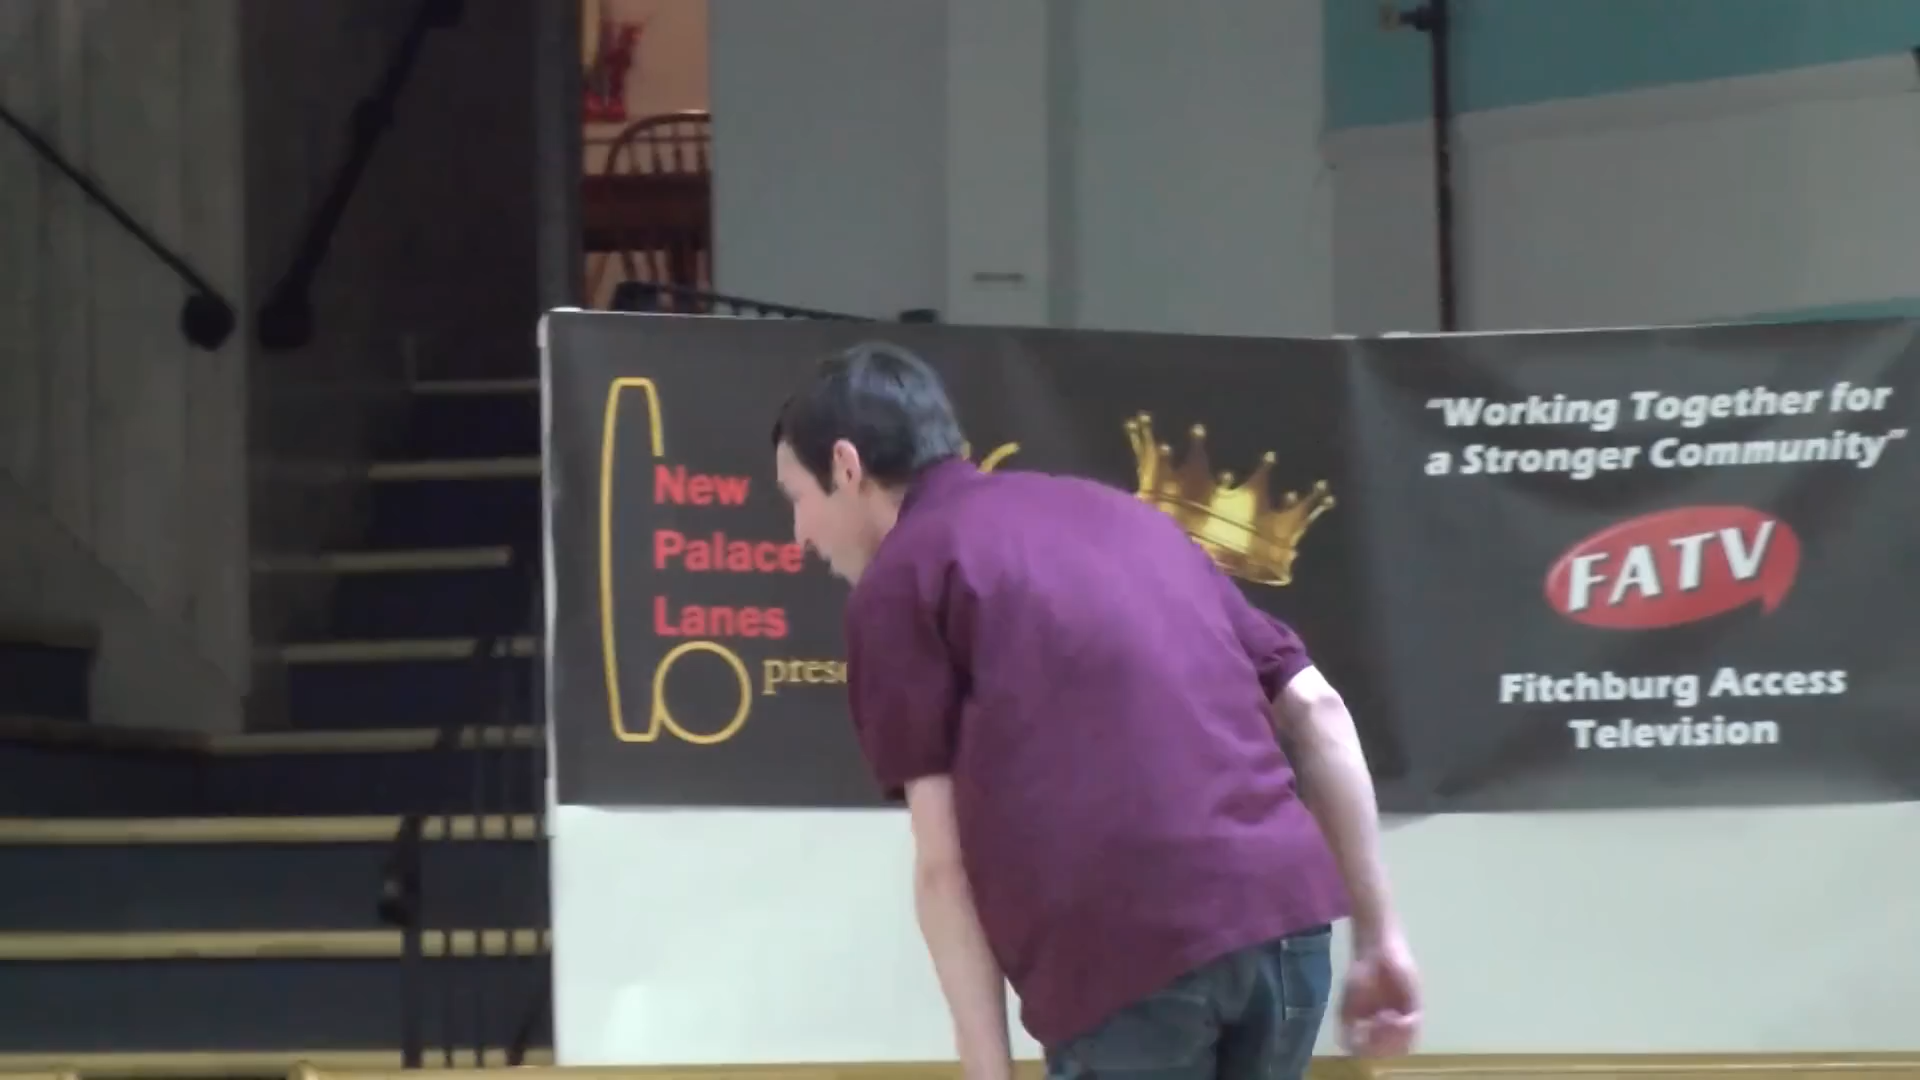 New
Palace
Lanes
"Working Together for
a Stronger Community"
FATV
Fitchburg Access
Television